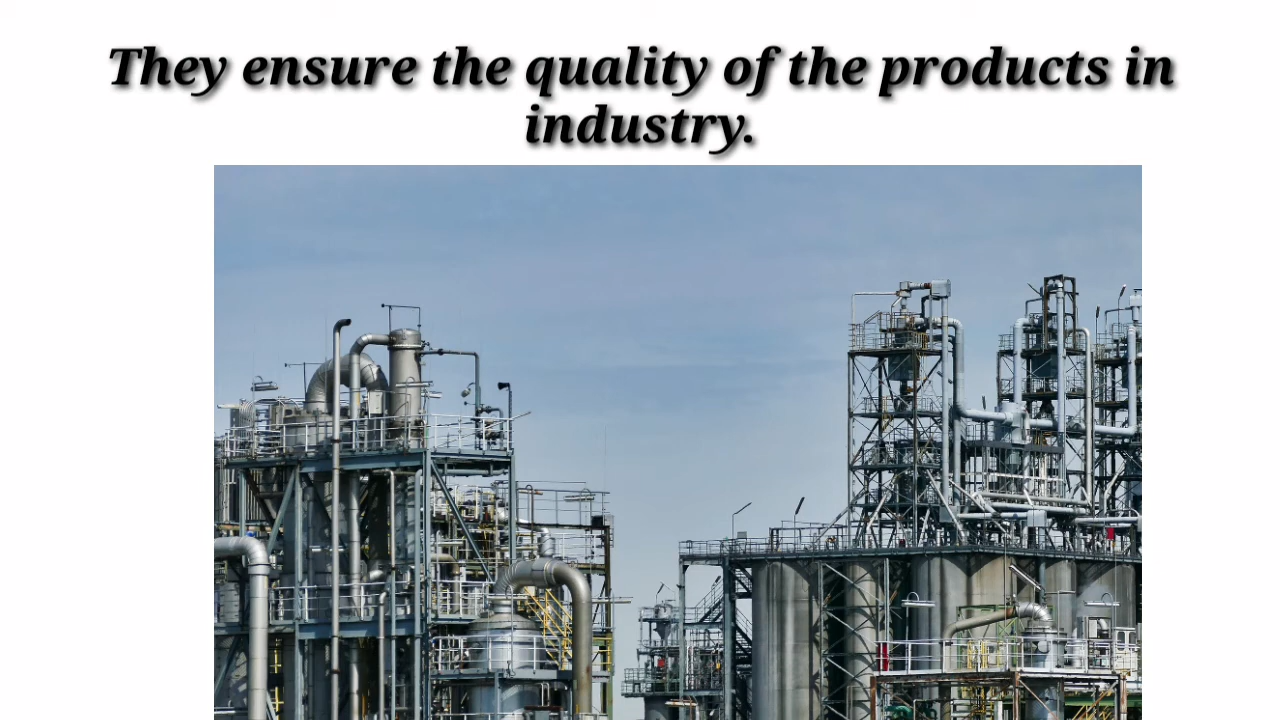 They ensure the quality of the products in
industry.